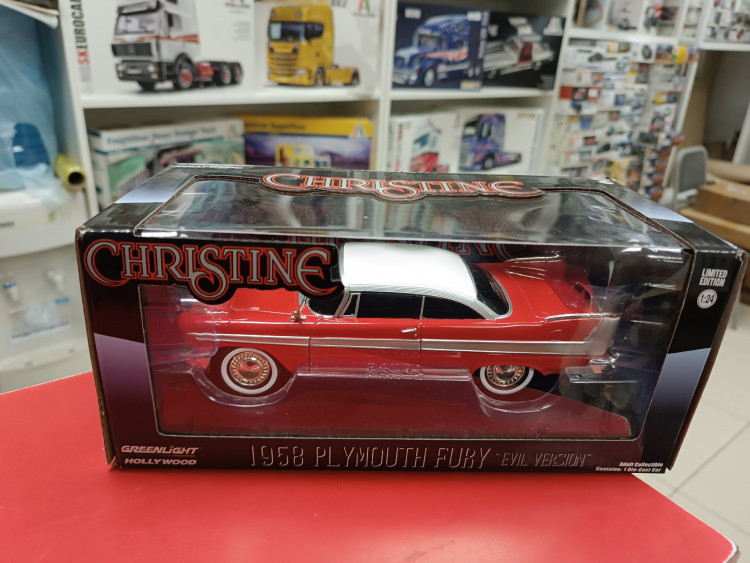 CHRISTINE
CHRISTINE
LIMITED
EDITION
1:24
GREENLIGHT
HOLLYWOOD
1958 PLYMOUTH FURY "EVIL VERSION"
Adult Collectible
Contains: 1 Die-Cast Car